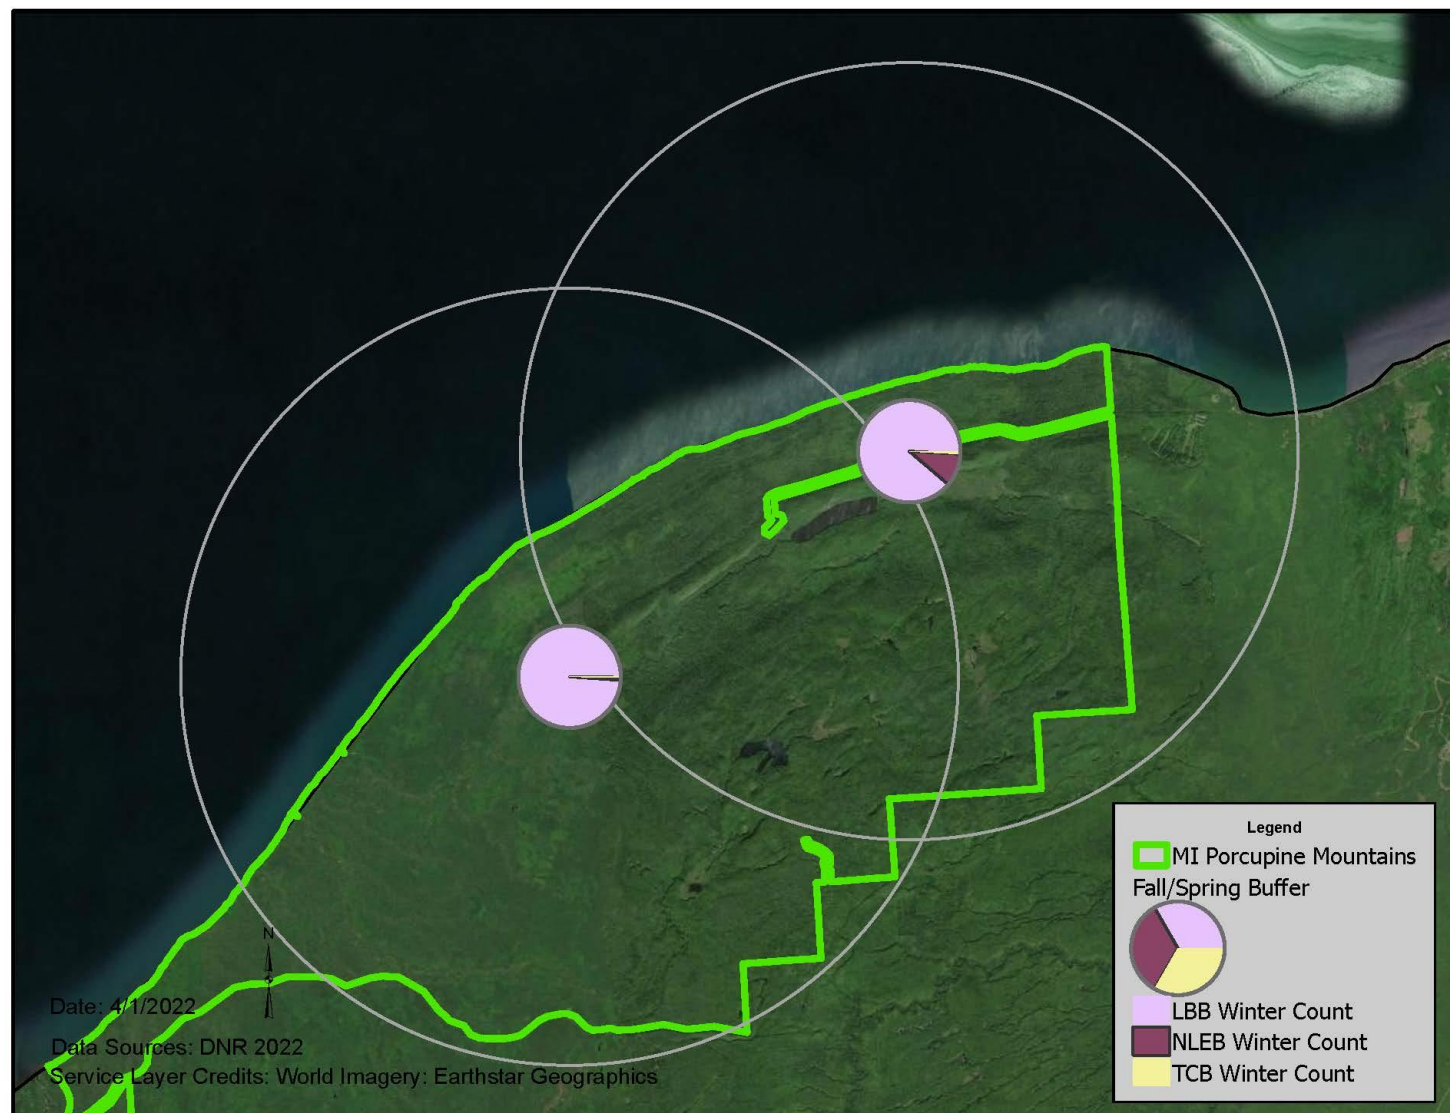 N
Date: 4/1/2022
Data Sources: DNR 2022
Service Layer Credits: World Imagery: Earthstar Geographics
Legend
MI Porcupine Mountains
Fall/Spring Buffer
LBB Winter Count
NLEB Winter Count
TCB Winter Count